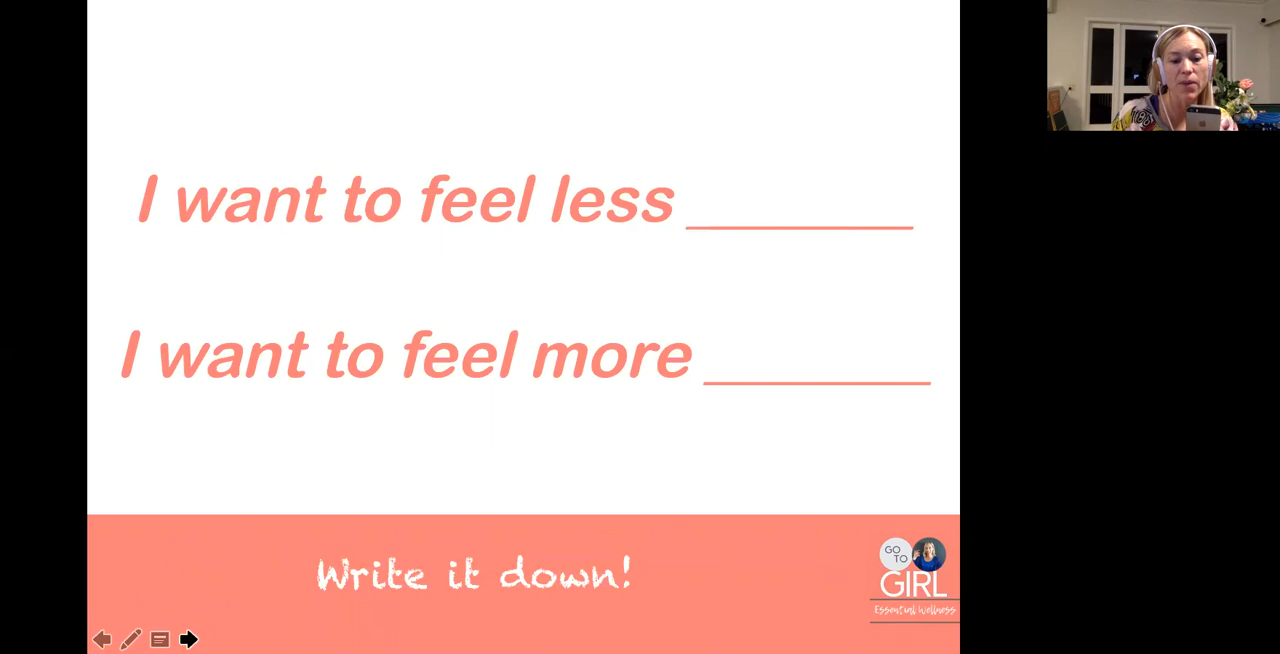 I want to feel less ________
I want to feel more ________
Write it down!
GO
TO
GIRL
Essential Wellness